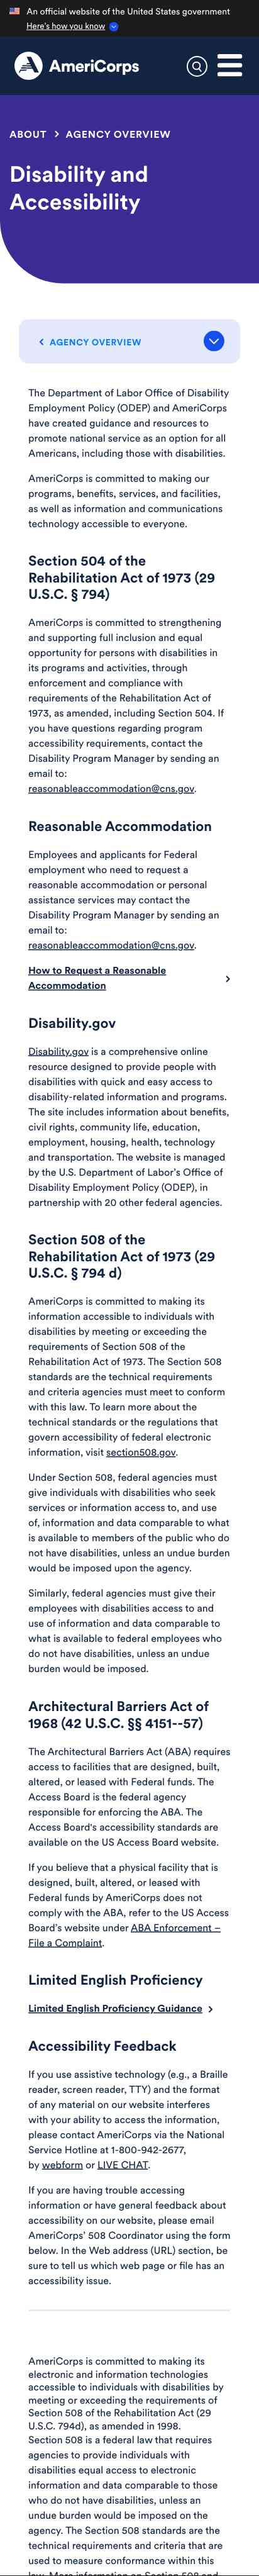 An official website of the United States government
Here's how you know
AmeriCorps
ABOUT > AGENCY OVERVIEW
Disability and
Accessibility
AGENCY OVERVIEW
The Department of Labor Office of Disability
Employment Policy (ODEP) and AmeriCorps
have created guidance and resources to
promote national service as an option for all
Americans, including those with disabilities.
AmeriCorps is committed to making our
programs, benefits, services, and facilities,
as well as information and communications
technology accessible to everyone.
Section 504 of the
Rehabilitation Act of 1973 (29
U.S.C. § 794)
AmeriCorps is committed to strengthening
and supporting full inclusion and equal
opportunity for persons with disabilities in
its programs and activities, through
enforcement and compliance with
requirements of the Rehabilitation Act of
1973, as amended, including Section 504. If
you have questions regarding program
accessibility requirements, contact the
Disability Program Manager by sending an
email to:
reasonableaccommodation@cns.gov.
Reasonable Accommodation
Employees and applicants for Federal
employment who need to request a
reasonable accommodation or personal
assistance services may contact the
Disability Program Manager by sending an
email to:
reasonableaccommodation@cns.gov.
How to Request a Reasonable
Accommodation
Disability.gov
Disability.gov is a comprehensive online
resource designed to provide people with
disabilities with quick and easy access to
disability-related information and programs.
The site includes information about benefits,
civil rights, community life, education,
employment, housing, health, technology
and transportation. The website is managed
by the U.S. Department of Labor's Office of
Disability Employment Policy (ODEP), in
partnership with 20 other federal agencies.
Section 508 of the
Rehabilitation Act of 1973 (29
U.S.C. § 794 d)
AmeriCorps is committed to making its
information accessible to individuals with
disabilities by meeting or exceeding the
requirements of Section 508 of the
Rehabilitation Act of 1973. The Section 508
standards are the technical requirements
and criteria agencies must meet to conform
with this law. To learn more about the
technical standards or the regulations that
govern accessibility of federal electronic
information, visit section508.gov.
Under Section 508, federal agencies must
give individuals with disabilities who seek
services or information access to, and use
of, information and data comparable to what
is available to members of the public who do
not have disabilities, unless an undue burden
would be imposed upon the agency.
Similarly, federal agencies must give their
employees with disabilities access to and
use of information and data comparable to
what is available to federal employees who
do not have disabilities, unless an undue
burden would be imposed.
Architectural Barriers Act of
1968 (42 U.S.C. §§ 4151--57)
The Architectural Barriers Act (ABA) requires
access to facilities that are designed, built,
altered, or leased with Federal funds. The
Access Board is the federal agency
responsible for enforcing the ABA. The
Access Board's accessibility standards are
available on the US Access Board website.
If you believe that a physical facility that is
designed, built, altered, or leased with
Federal funds by AmeriCorps does not
comply with the ABA, refer to the US Access
Board's website under ABA Enforcement –
File a Complaint.
Limited English Proficiency
Limited English Proficiency Guidance
Accessibility Feedback
If you use assistive technology (e.g., a Braille
reader, screen reader, TTY) and the format
of any material on our website interferes
with your ability to access the information,
please contact AmeriCorps via the National
Service Hotline at 1-800-942-2677,
by webform or LIVE CHAT.
If you are having trouble accessing
information or have general feedback about
accessibility on our website, please email
AmeriCorps' 508 Coordinator using the form
below. In the Web address (URL) section, be
sure to tell us which web page or file has an
accessibility issue.
AmeriCorps is committed to making its
electronic and information technologies
accessible to individuals with disabilities by
meeting or exceeding the requirements of
Section 508 of the Rehabilitation Act (29
U.S.C. 794d), as amended in 1998.
Section 508 is a federal law that requires
agencies to provide individuals with
disabilities equal access to electronic
information and data comparable to those
who do not have disabilities, unless an
undue burden would be imposed on the
agency. The Section 508 standards are the
technical requirements and criteria that are
used to measure conformance within this
law. More information on Section 508 and